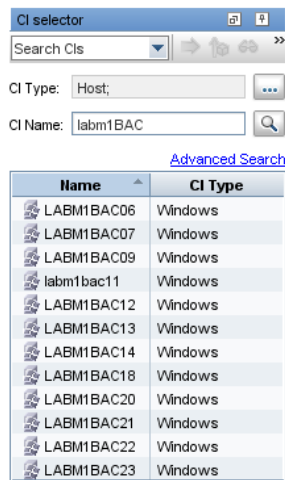 CI selector
Search CIs
»
CI Type: Host; ...
CI Name: labm1BAC
Advanced Search
Name CI Type
LABM1BAC06 Windows
LABM1BAC07 Windows
LABM1BAC09 Windows
labm1bac11 Windows
LABM1BAC12 Windows
LABM1BAC13 Windows
LABM1BAC14 Windows
LABM1BAC18 Windows
LABM1BAC20 Windows
LABM1BAC21 Windows
LABM1BAC22 Windows
LABM1BAC23 Windows